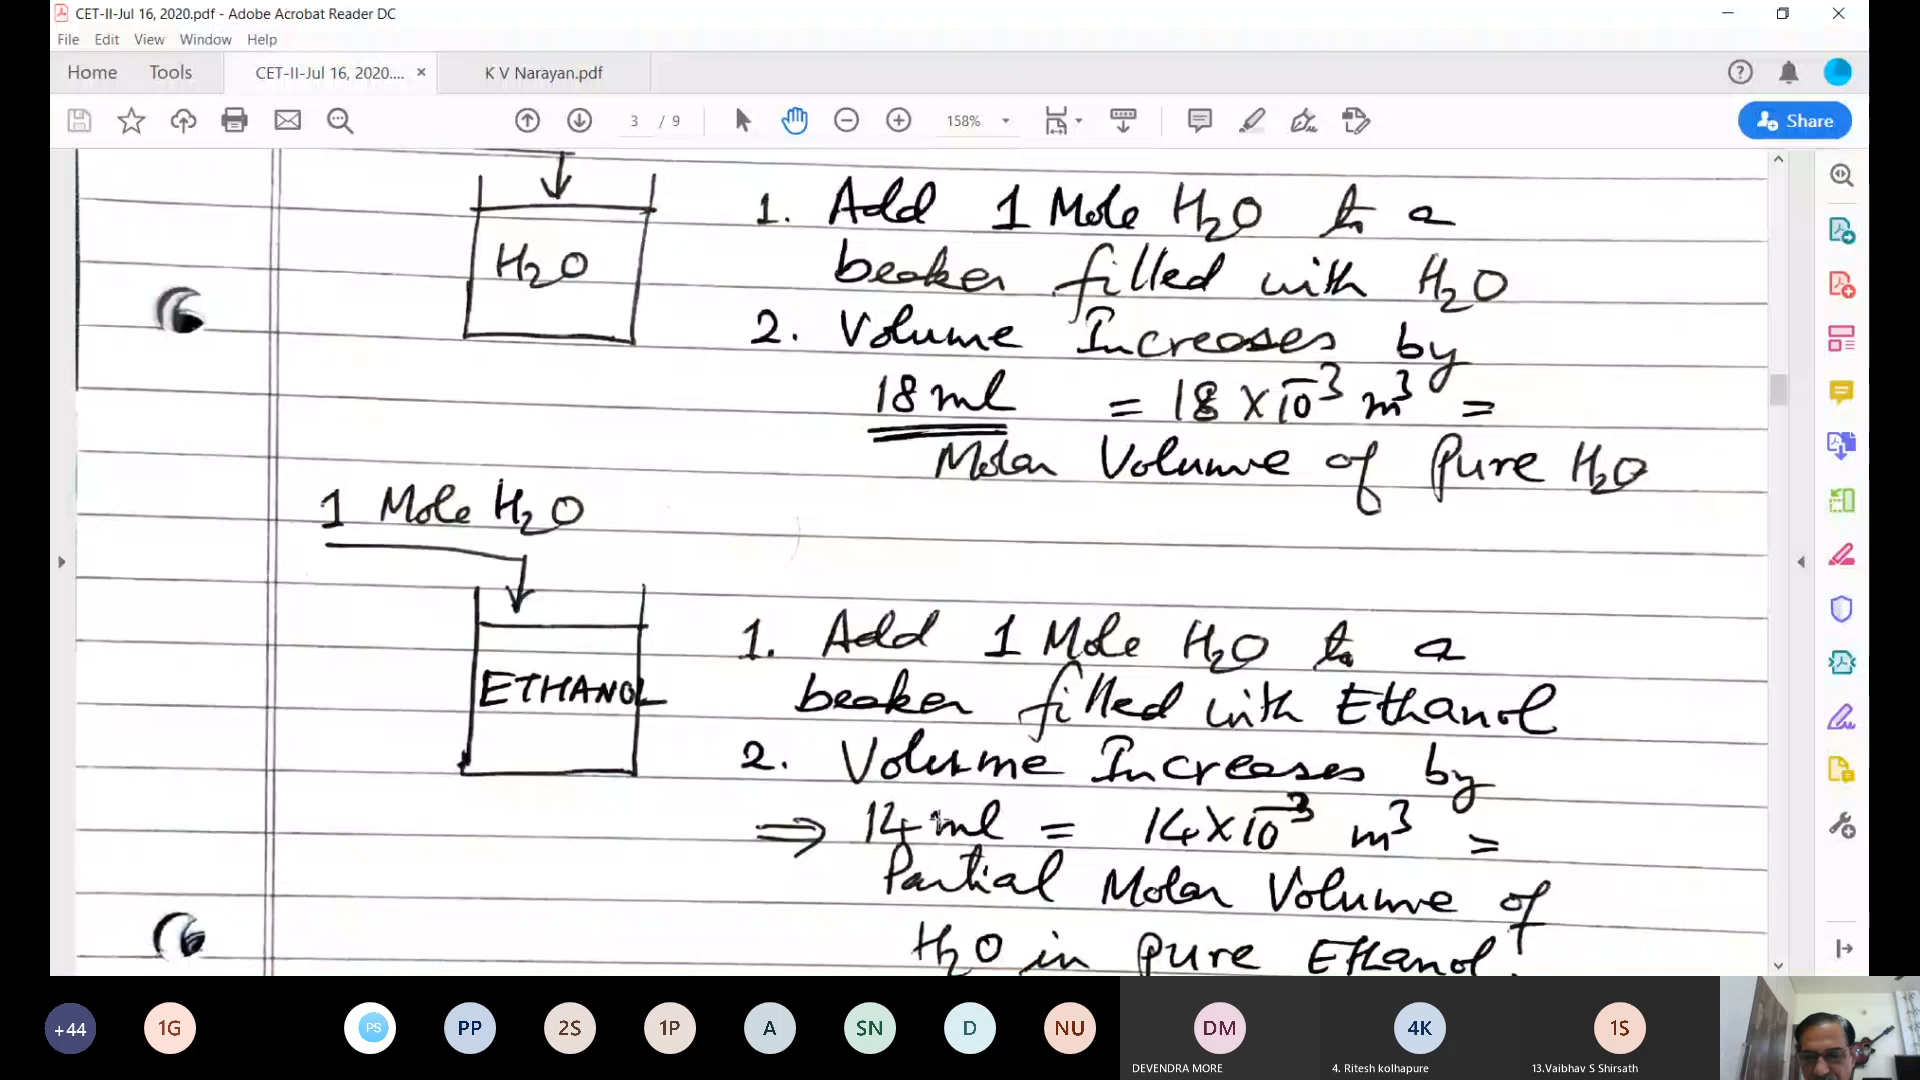 CET-II-Jul 16, 2020.pdf - Adobe Acrobat Reader DC
File Edit View Window Help
Home Tools CET-II-Jul 16, 2020.... × K V Narayan.pdf
3 / 9 158% Share
H2O
1. Add 1 Mole H2O to a
beaker filled with H2O
2. Volume Increases by
18 ml = 18 × 10^-3 m^3 =
Molar Volume of pure H2O
1 Mole H2O
ETHANOL
1. Add 1 Mole H2O to a
beaker filled with Ethanol
2. Volume Increases by
⇒ 14 ml = 14 × 10^-3 m^3 =
Partial Molar Volume of
H2O in pure Ethanol.
+44 1G PS PP 2S 1P A SN D NU DM 4K 1S
DEVENDRA MORE 4. Ritesh kolhapure 13.Vaibhav S Shirsath